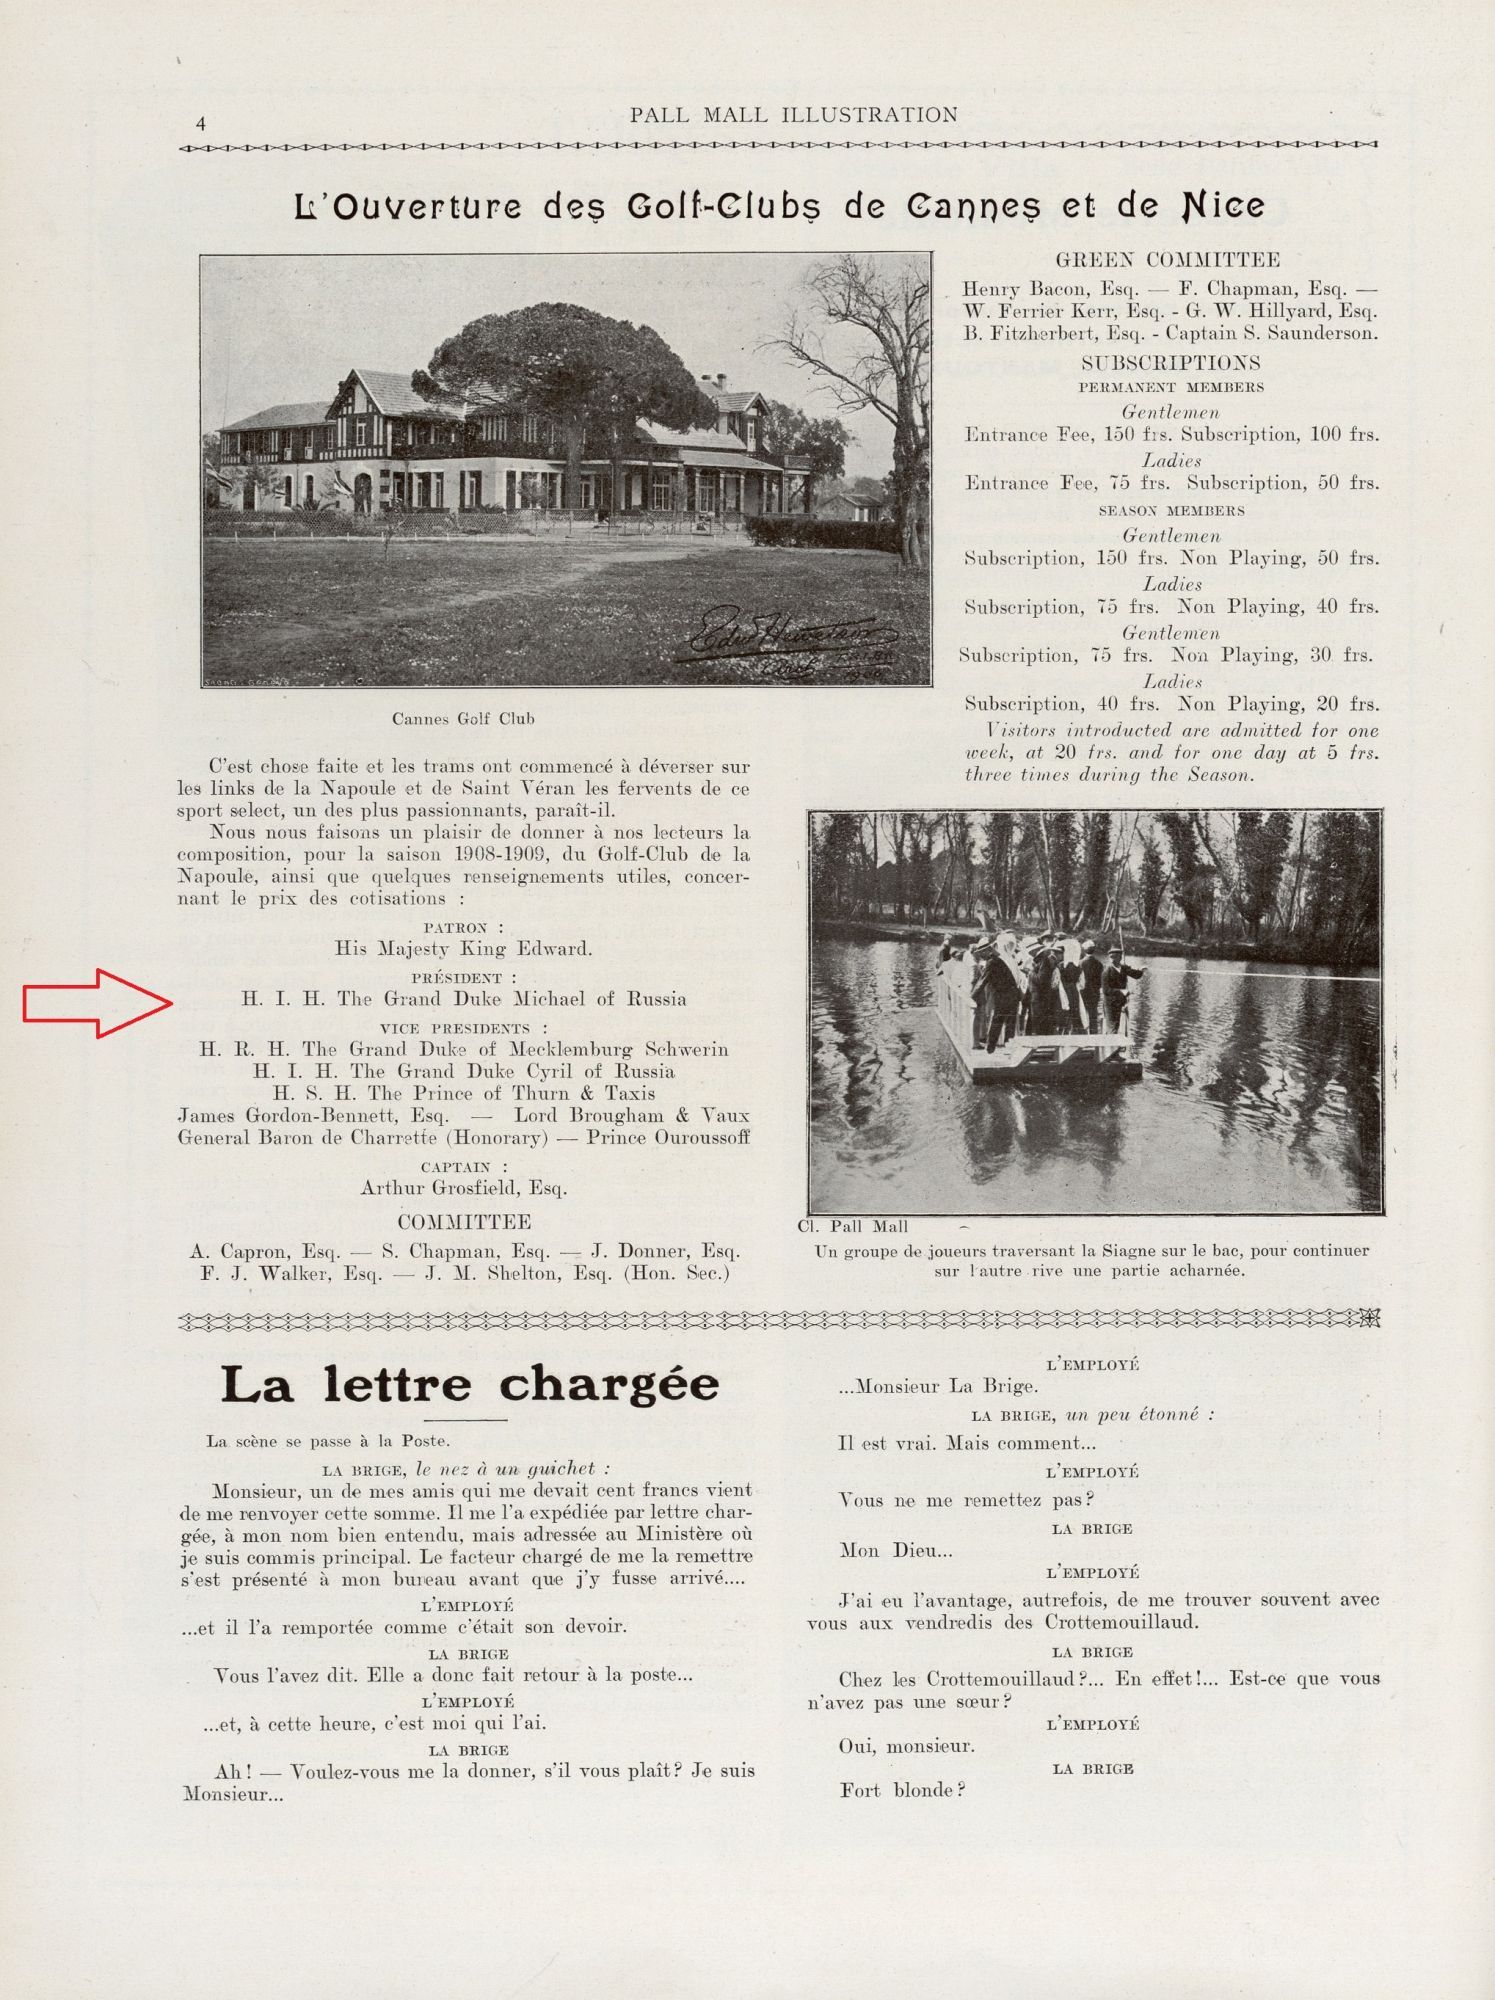 4
PALL MALL ILLUSTRATION
L'Ouverture des Golf-Clubs de Cannes et de Nice
Cannes Golf Club
C'est chose faite et les trams ont commencé à déverser sur
les links de la Napoule et de Saint Véran les fervents de ce
sport select, un des plus passionnants, paraît-il.
Nous nous faisons un plaisir de donner à nos lecteurs la
composition, pour la saison 1908-1909, du Golf-Club de la
Napoule, ainsi que quelques renseignements utiles, concer-
nant le prix des cotisations :
PATRON :
His Majesty King Edward.
PRÉSIDENT :
H. I. H. The Grand Duke Michael of Russia
VICE PRESIDENTS :
H. R. H. The Grand Duke of Mecklemburg Schwerin
H. I. H. The Grand Duke Cyril of Russia
H. S. H. The Prince of Thurn & Taxis
James Gordon-Bennett, Esq. — Lord Brougham & Vaux
General Baron de Charrette (Honorary) — Prince Ouroussoff
CAPTAIN :
Arthur Grosfield, Esq.
COMMITTEE
A. Capron, Esq. — S. Chapman, Esq. — J. Donner, Esq.
F. J. Walker, Esq. — J. M. Shelton, Esq. (Hon. Sec.)
GREEN COMMITTEE
Henry Bacon, Esq. — F. Chapman, Esq. —
W. Ferrier Kerr, Esq. - G. W. Hillyard, Esq.
B. Fitzherbert, Esq. - Captain S. Saunderson.
SUBSCRIPTIONS
PERMANENT MEMBERS
Gentlemen
Entrance Fee, 150 frs. Subscription, 100 frs.
Ladies
Entrance Fee, 75 frs. Subscription, 50 frs.
SEASON MEMBERS
Gentlemen
Subscription, 150 frs. Non Playing, 50 frs.
Ladies
Subscription, 75 frs. Non Playing, 40 frs.
Gentlemen
Subscription, 75 frs. Non Playing, 30 frs.
Ladies
Subscription, 40 frs. Non Playing, 20 frs.
Visitors introducted are admitted for one
week, at 20 frs. and for one day at 5 frs.
three times during the Season.
Cl. Pall Mall
Un groupe de joueurs traversant la Siagne sur le bac, pour continuer
sur l'autre rive une partie acharnée.
La lettre chargée
La scène se passe à la Poste.
LA BRIGE, le nez à un guichet :
Monsieur, un de mes amis qui me devait cent francs vient
de me renvoyer cette somme. Il me l'a expédiée par lettre char-
gée, à mon nom bien entendu, mais adressée au Ministère où
je suis commis principal. Le facteur chargé de me la remettre
s'est présenté à mon bureau avant que j'y fusse arrivé....
L'EMPLOYÉ
...et il l'a remportée comme c'était son devoir.
LA BRIGE
Vous l'avez dit. Elle a donc fait retour à la poste...
L'EMPLOYÉ
...et, à cette heure, c'est moi qui l'ai.
LA BRIGE
Ah ! — Voulez-vous me la donner, s'il vous plaît? Je suis
Monsieur...
L'EMPLOYÉ
...Monsieur La Brige.
LA BRIGE, un peu étonné :
Il est vrai. Mais comment...
L'EMPLOYÉ
Vous ne me remettez pas?
LA BRIGE
Mon Dieu...
L'EMPLOYÉ
J'ai eu l'avantage, autrefois, de me trouver souvent avec
vous aux vendredis des Crottemouillaud.
LA BRIGE
Chez les Crottemouillaud?... En effet!... Est-ce que vous
n'avez pas une sœur?
L'EMPLOYÉ
Oui, monsieur.
LA BRIGE
Fort blonde?